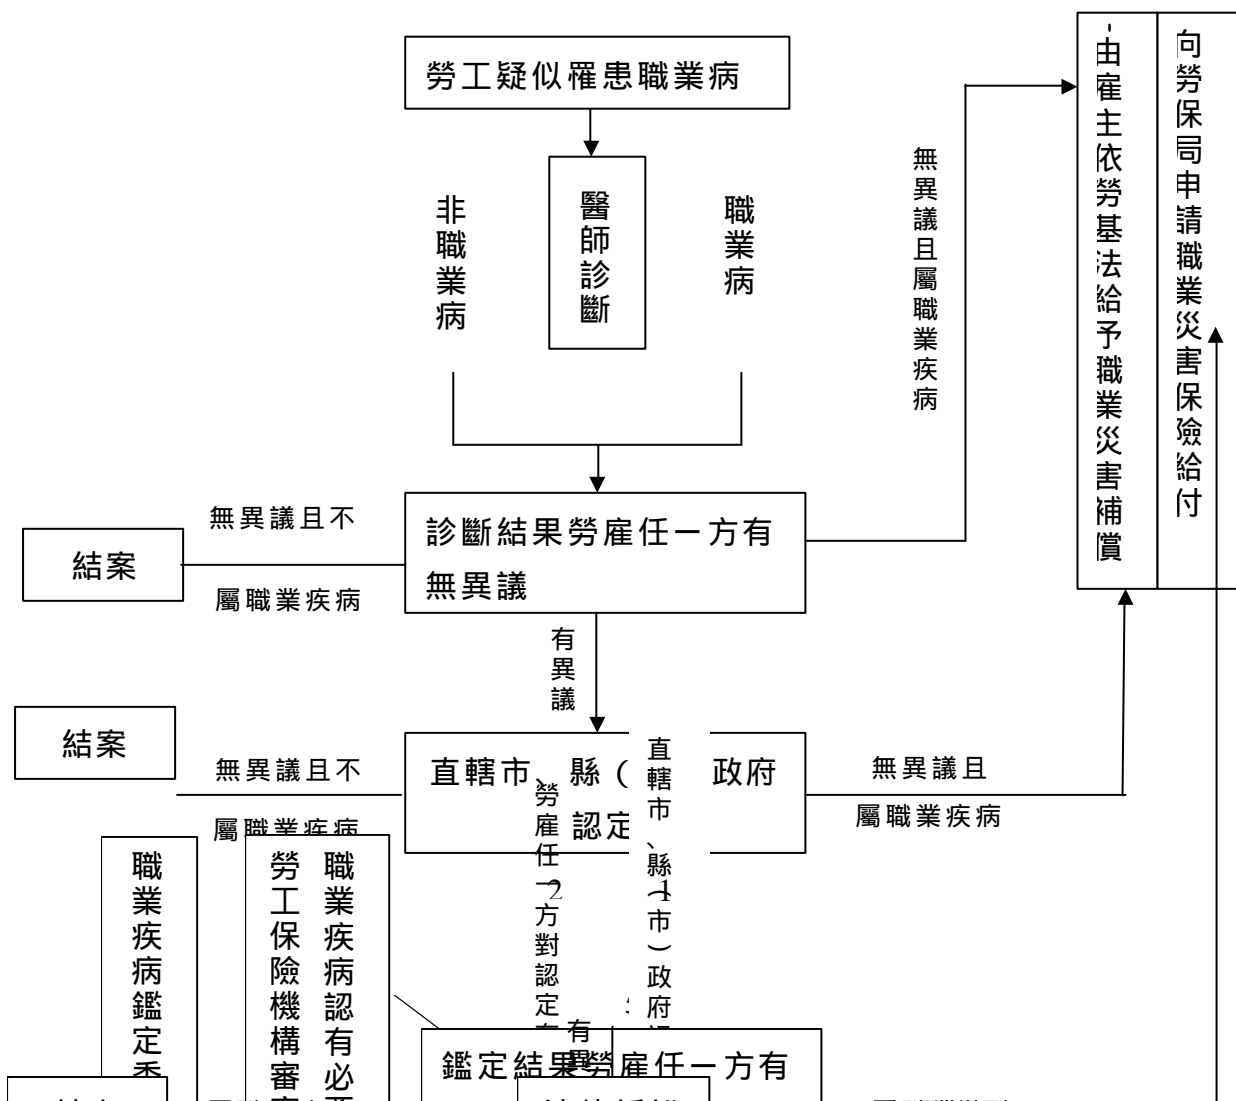 勞工疑似罹患職業病
醫師診斷
非職業病
職業病
無異議且屬職業疾病
由雇主依勞基法給予職業災害補償
向勞保局申請職業災害保險給付
診斷結果勞雇任一方有
無異議
無異議且不
屬職業疾病
結案
有異議
直轄市、縣( 政府
認定
結案
無異議且不
屬職業疾病
無異議且
屬職業疾病
直轄市、縣(市)政府
勞雇任一方對認定
2
1
職業疾病鑑定
勞工保險機構審
職業疾病認有必要
有異
鑑定結果勞雇任一方有